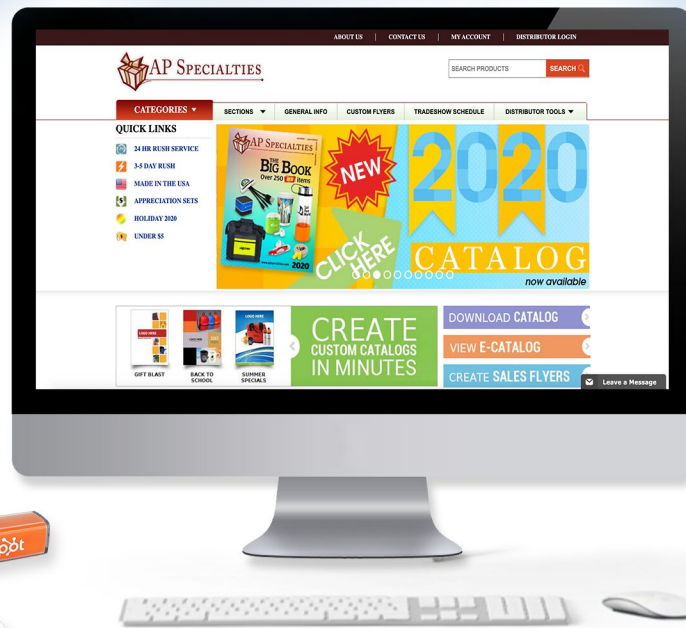 ABOUT US | CONTACT US | MY ACCOUNT | DISTRIBUTOR LOGIN
AP SPECIALTIES
SEARCH PRODUCTS
SEARCH
CATEGORIES
SECTIONS
GENERAL INFO
CUSTOM FLYERS
TRADESHOW SCHEDULE
DISTRIBUTOR TOOLS
QUICK LINKS
24 HR RUSH SERVICE
3-5 DAY RUSH
MADE IN THE USA
APPRECIATION SETS
HOLIDAY 2020
UNDER $5
AP SPECIALTIES
THE
BIG BOOK
Over 250 NEW items
2020
NEW
CLICK
HERE
2020
CATALOG
now available
LOGO HERE
GIFT BLAST
BACK TO
SCHOOL
LOGO HERE
SUMMER
SPECIALS
CREATE
CUSTOM CATALOGS
IN MINUTES
DOWNLOAD CATALOG
VIEW E-CATALOG
CREATE SALES FLYERS
Leave a Message